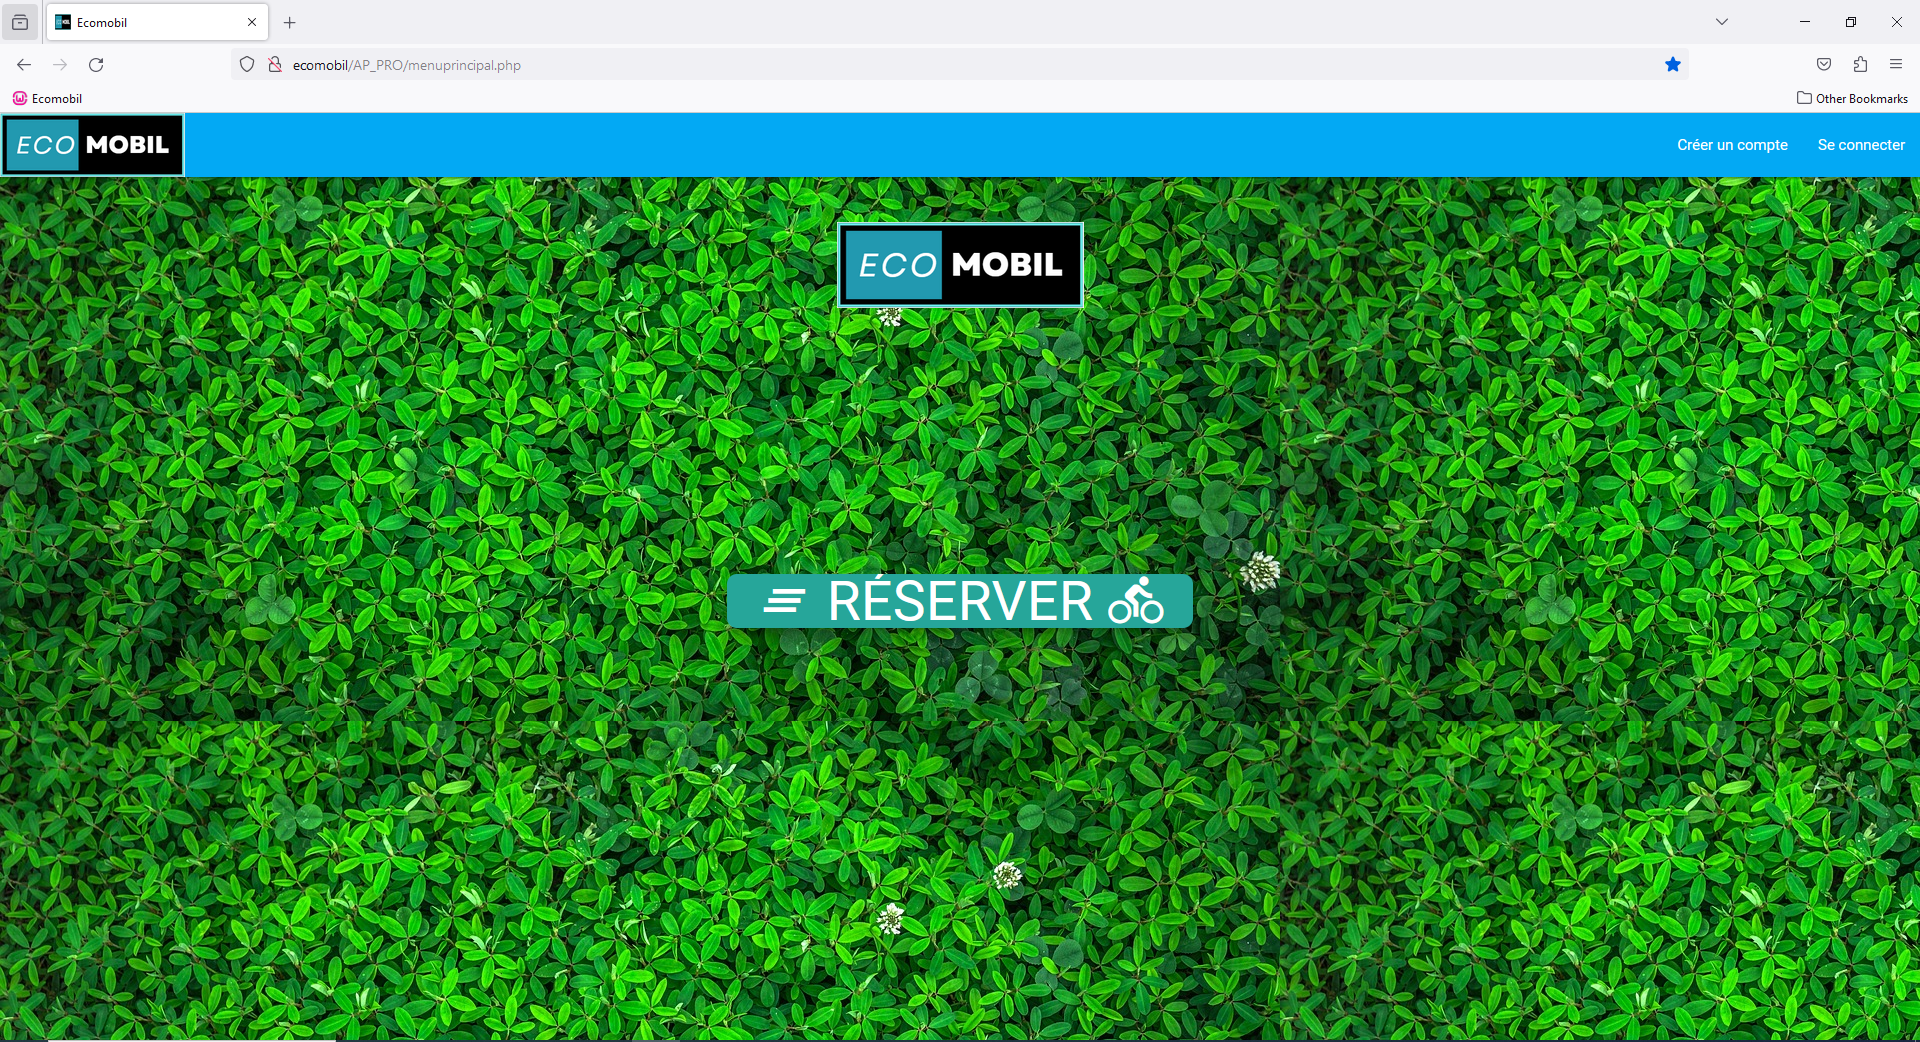 Ecomobil
ecomobil/AP_PRO/menuprincipal.php
Ecomobil
Other Bookmarks
ECO MOBIL
Créer un compte
Se connecter
ECO MOBIL
RÉSERVER